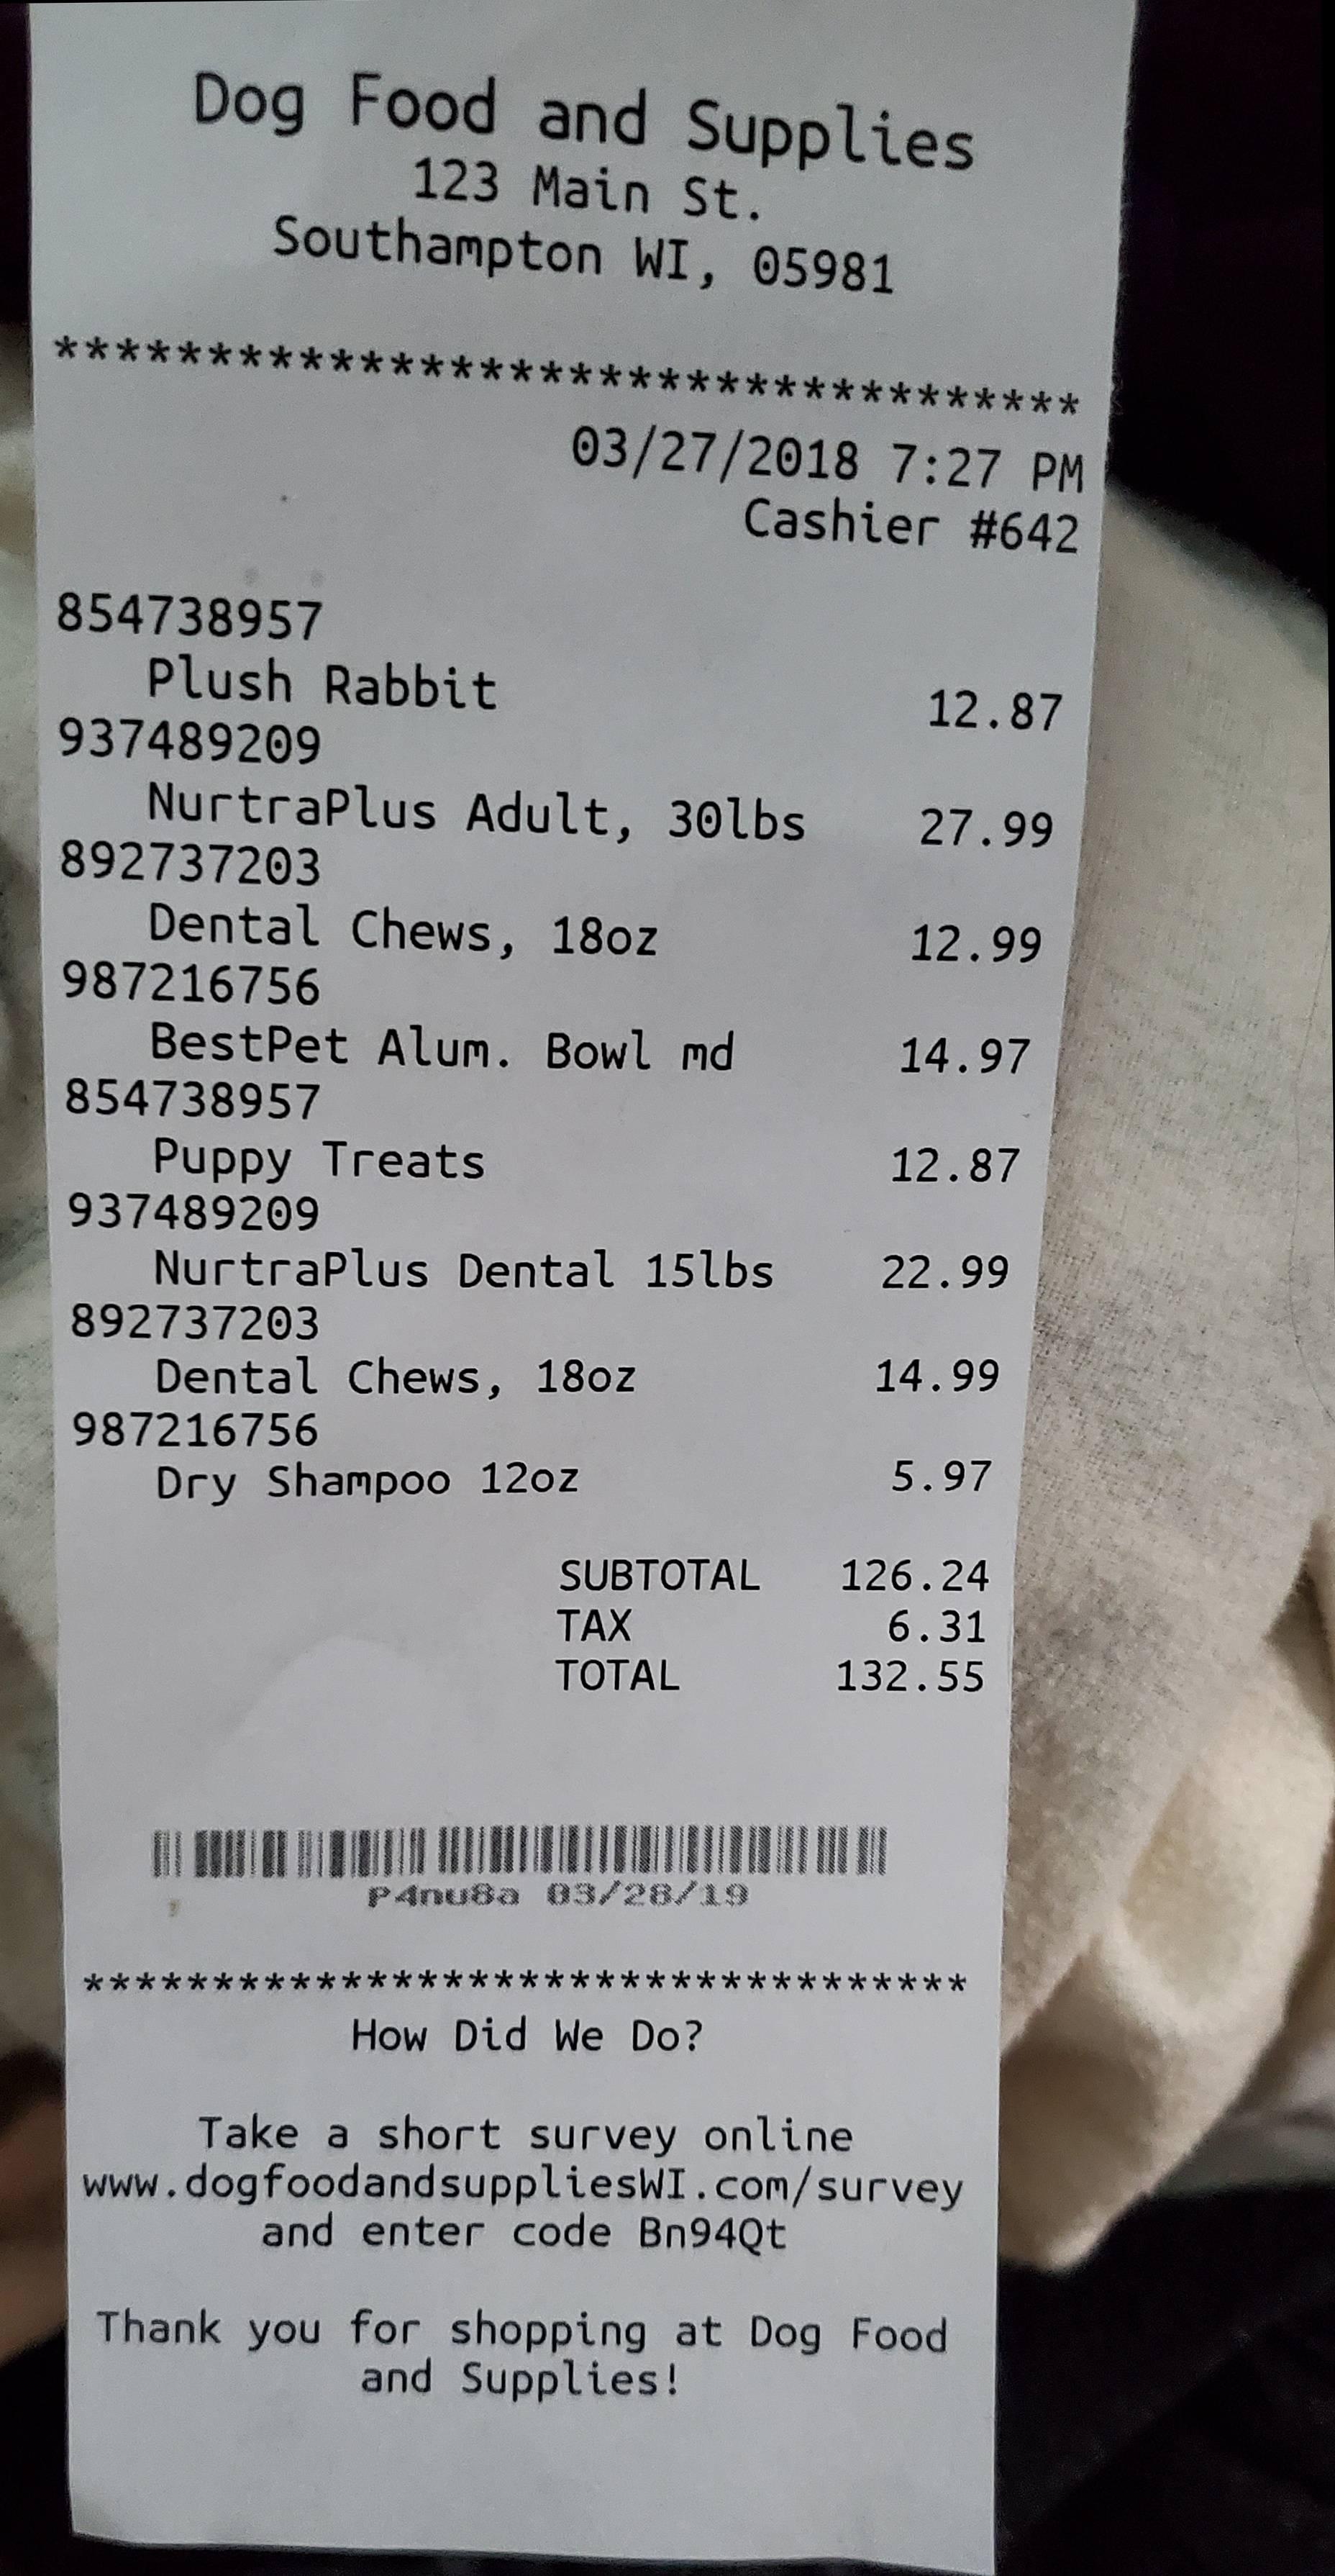 Dog Food and Supplies
123 Main St.
Southampton WI, 05981
***********************************
03/27/2018 7:27 PM
Cashier #642
854738957
Plush Rabbit 12.87
937489209
NurtraPlus Adult, 30lbs 27.99
892737203
Dental Chews, 18oz 12.99
987216756
BestPet Alum. Bowl md 14.97
854738957
Puppy Treats 12.87
937489209
NurtraPlus Dental 15lbs 22.99
892737203
Dental Chews, 18oz 14.99
987216756
Dry Shampoo 12oz 5.97
SUBTOTAL 126.24
TAX 6.31
TOTAL 132.55
P4nu8a 03/28/19
***********************************
How Did We Do?
Take a short survey online
www.dogfoodandsuppliesWI.com/survey
and enter code Bn94Qt
Thank you for shopping at Dog Food
and Supplies!